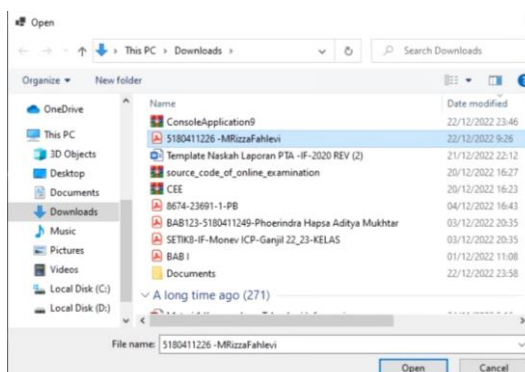 Open
This PC > Downloads >
Search Downloads
Organize
New folder
Name
Date modified
OneDrive
This PC
3D Objects
Desktop
Documents
Downloads
Music
Pictures
Videos
Local Disk (C:)
Local Disk (D:)
ConsoleApplication9 22/12/2022 23:46
5180411226 -MRizzaFahlevi 22/12/2022 9:26
Template Naskah Laporan PTA -IF-2020 REV (2) 21/12/2022 22:12
source_code_of_online_examination 20/12/2022 16:27
CEE 20/12/2022 16:23
8674-23691-1-PB 04/12/2022 16:43
BAB123-5180411249-Phoerindra Hapsa Aditya Mukhtar 03/12/2022 20:35
SETIK8-IF-Monev ICP-Ganjil 22_23-KELAS 03/12/2022 20:35
BAB I 01/12/2022 11:08
Documents 22/12/2022 23:58
A long time ago (271)
File name: 5180411226 -MRizzaFahlevi
Open
Cancel